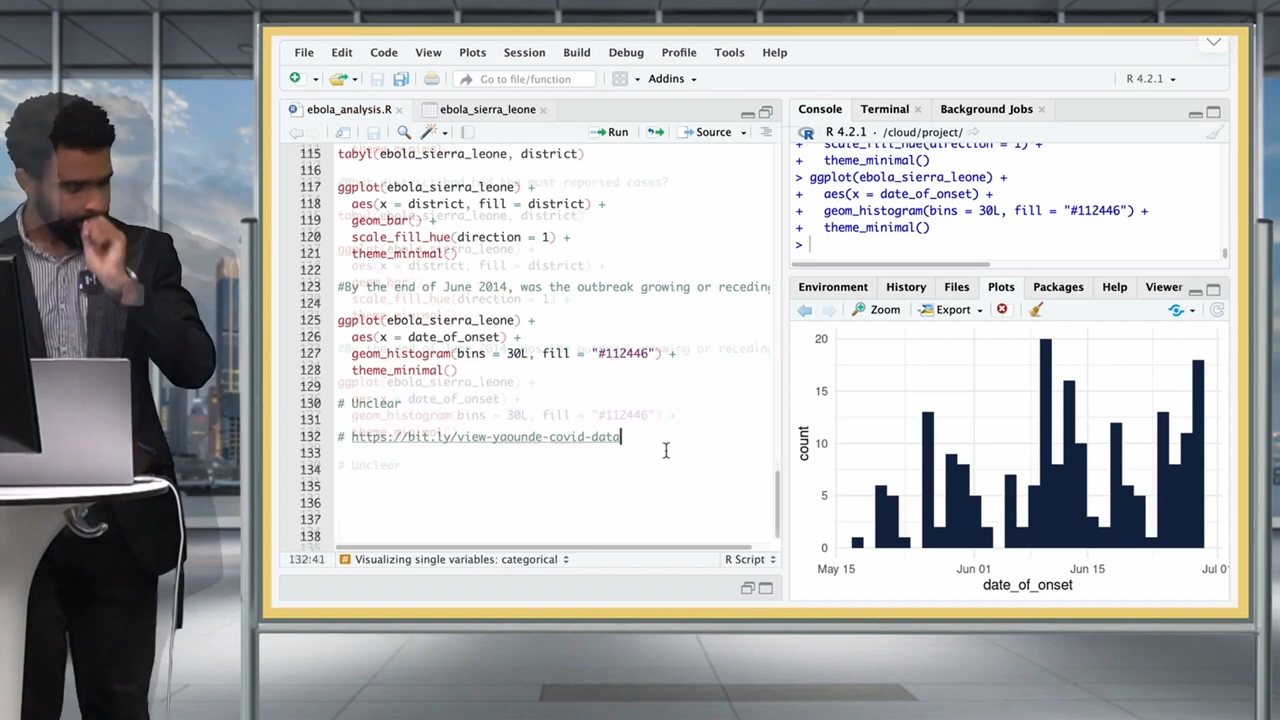 File Edit Code View Plots Session Build Debug Profile Tools Help
Go to file/function Addins R 4.2.1
ebola_analysis.R ebola_sierra_leone
Run Source
115 tabyl(ebola_sierra_leone, district)
116
117 ggplot(ebola_sierra_leone) +
118 aes(x = district, fill = district) +
119 geom_bar() +
120 scale_fill_hue(direction = 1) +
121 theme_minimal()
122
123 #By the end of June 2014, was the outbreak growing or receding
124
125 ggplot(ebola_sierra_leone) +
126 aes(x = date_of_onset) +
127 geom_histogram(bins = 30L, fill = "#112446") +
128 theme_minimal()
129
130 # Unclear
131
132 # https://bit.ly/view-yaounde-covid-data
133
134
135
136
137
138
132:41 Visualizing single variables: categorical R Script
Console Terminal Background Jobs
R 4.2.1 · /cloud/project/
+ scale_fill_hue(direction = 1) +
+ theme_minimal()
> ggplot(ebola_sierra_leone) +
+ aes(x = date_of_onset) +
+ geom_histogram(bins = 30L, fill = "#112446") +
+ theme_minimal()
>
Environment History Files Plots Packages Help Viewer
Zoom Export
20
15
10
5
0
count
May 15 Jun 01 Jun 15 Jul 0
date_of_onset